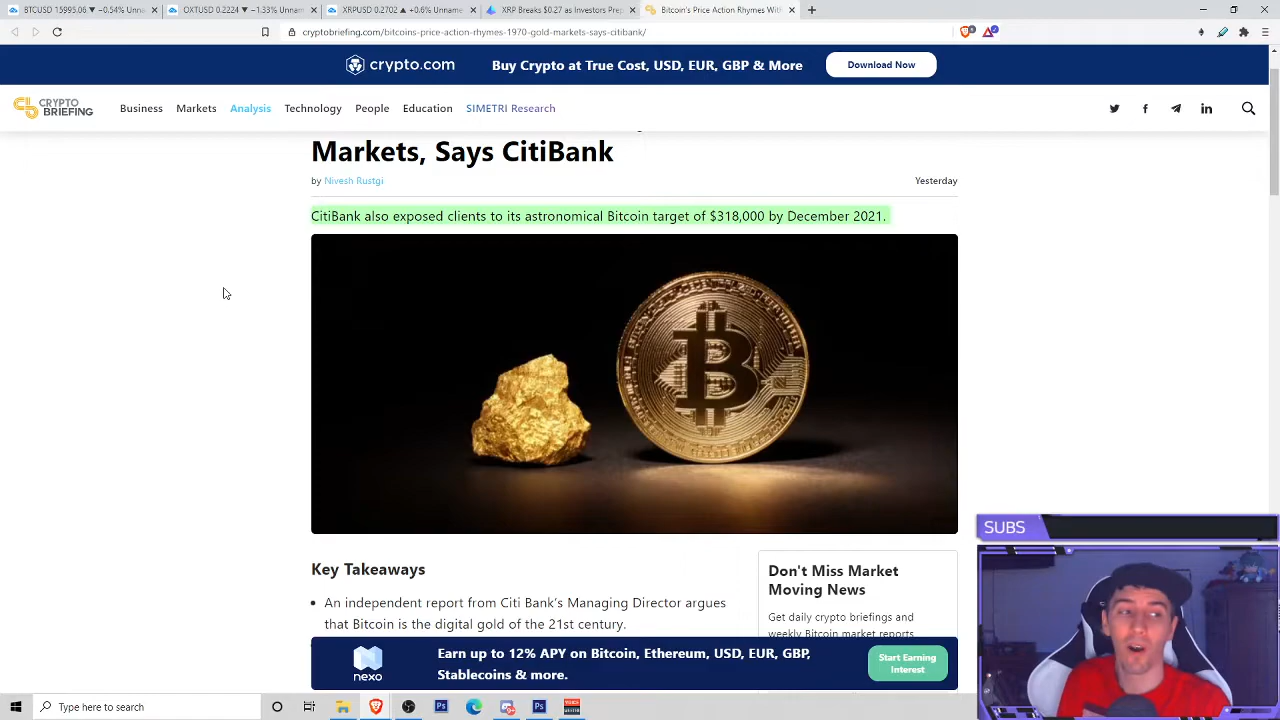 BTCUSD 15995.06 ▼ −0.54% Unnam
OXTUSD 0.2224 ▼ −1.33% Unnam
XRPUSD 0.2702 ▲ +0.6% Unname
XRP Breaks $0.27 as Investors Prep
Bitcoin's Price Action Rhymes With
cryptobriefing.com/bitcoins-price-action-rhymes-1970-gold-markets-says-citibank/
crypto.com
Buy Crypto at True Cost, USD, EUR, GBP & More
Download Now
CRYPTO
BRIEFING
Business
Markets
Analysis
Technology
People
Education
SIMETRI Research
Markets, Says CitiBank
by Nivesh Rustgi
Yesterday
CitiBank also exposed clients to its astronomical Bitcoin target of $318,000 by December 2021.
Key Takeaways
• An independent report from Citi Bank's Managing Director argues
that Bitcoin is the digital gold of the 21st century.
Don't Miss Market
Moving News
Get daily crypto briefings and
weekly Bitcoin market reports
nexo
Earn up to 12% APY on Bitcoin, Ethereum, USD, EUR, GBP,
Stablecoins & more.
Start Earning
Interest
SUBS
Type here to search